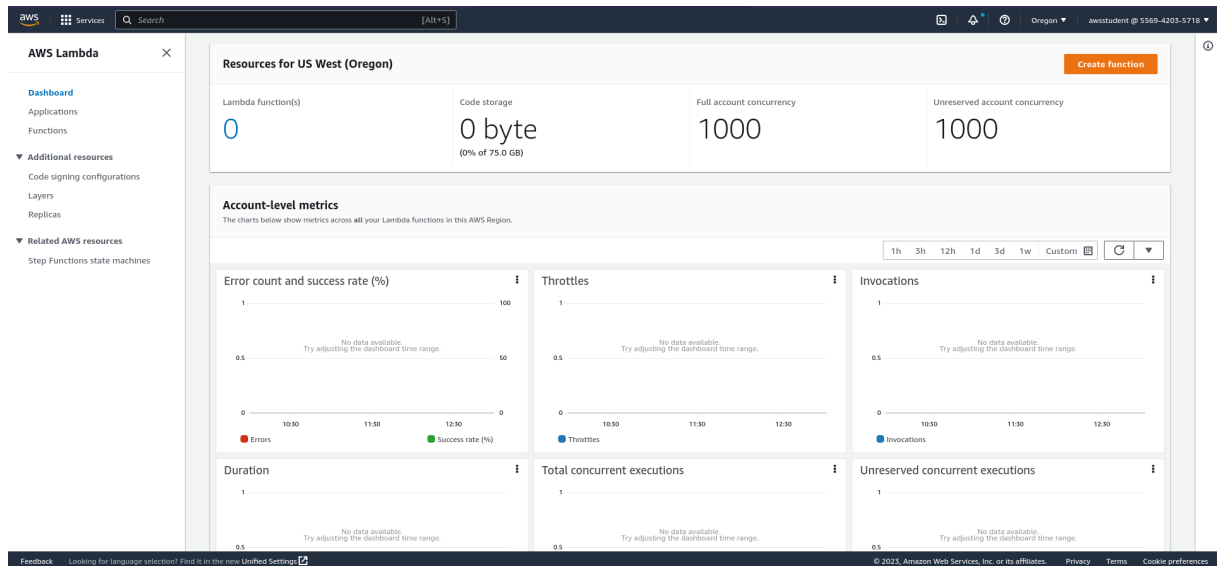 aws Services Search [Alt+S] Oregon awsstudent @ 5569-4203-5718
AWS Lambda
Dashboard
Applications
Functions
Additional resources
Code signing configurations
Layers
Replicas
Related AWS resources
Step Functions state machines
Resources for US West (Oregon) Create function
Lambda function(s) Code storage Full account concurrency Unreserved account concurrency
0 0 byte 1000 1000
(0% of 75.0 GB)
Account-level metrics
The charts below show metrics across all your Lambda functions in this AWS Region.
1h 3h 12h 1d 3d 1w Custom
Error count and success rate (%)
1 100
No data available.
Try adjusting the dashboard time range.
0.5 50
0 0
10:30 11:30 12:30
Errors Success rate (%)
Throttles
1
No data available.
Try adjusting the dashboard time range.
0.5
0
10:30 11:30 12:30
Throttles
Invocations
1
No data available.
Try adjusting the dashboard time range.
0.5
0
10:30 11:30 12:30
Invocations
Duration
1
No data available.
Try adjusting the dashboard time range.
0.5
Total concurrent executions
1
No data available.
Try adjusting the dashboard time range.
0.5
Unreserved concurrent executions
1
No data available.
Try adjusting the dashboard time range.
0.5
Feedback Looking for language selection? Find it in the new Unified Settings © 2023, Amazon Web Services, Inc. or its affiliates. Privacy Terms Cookie preferences